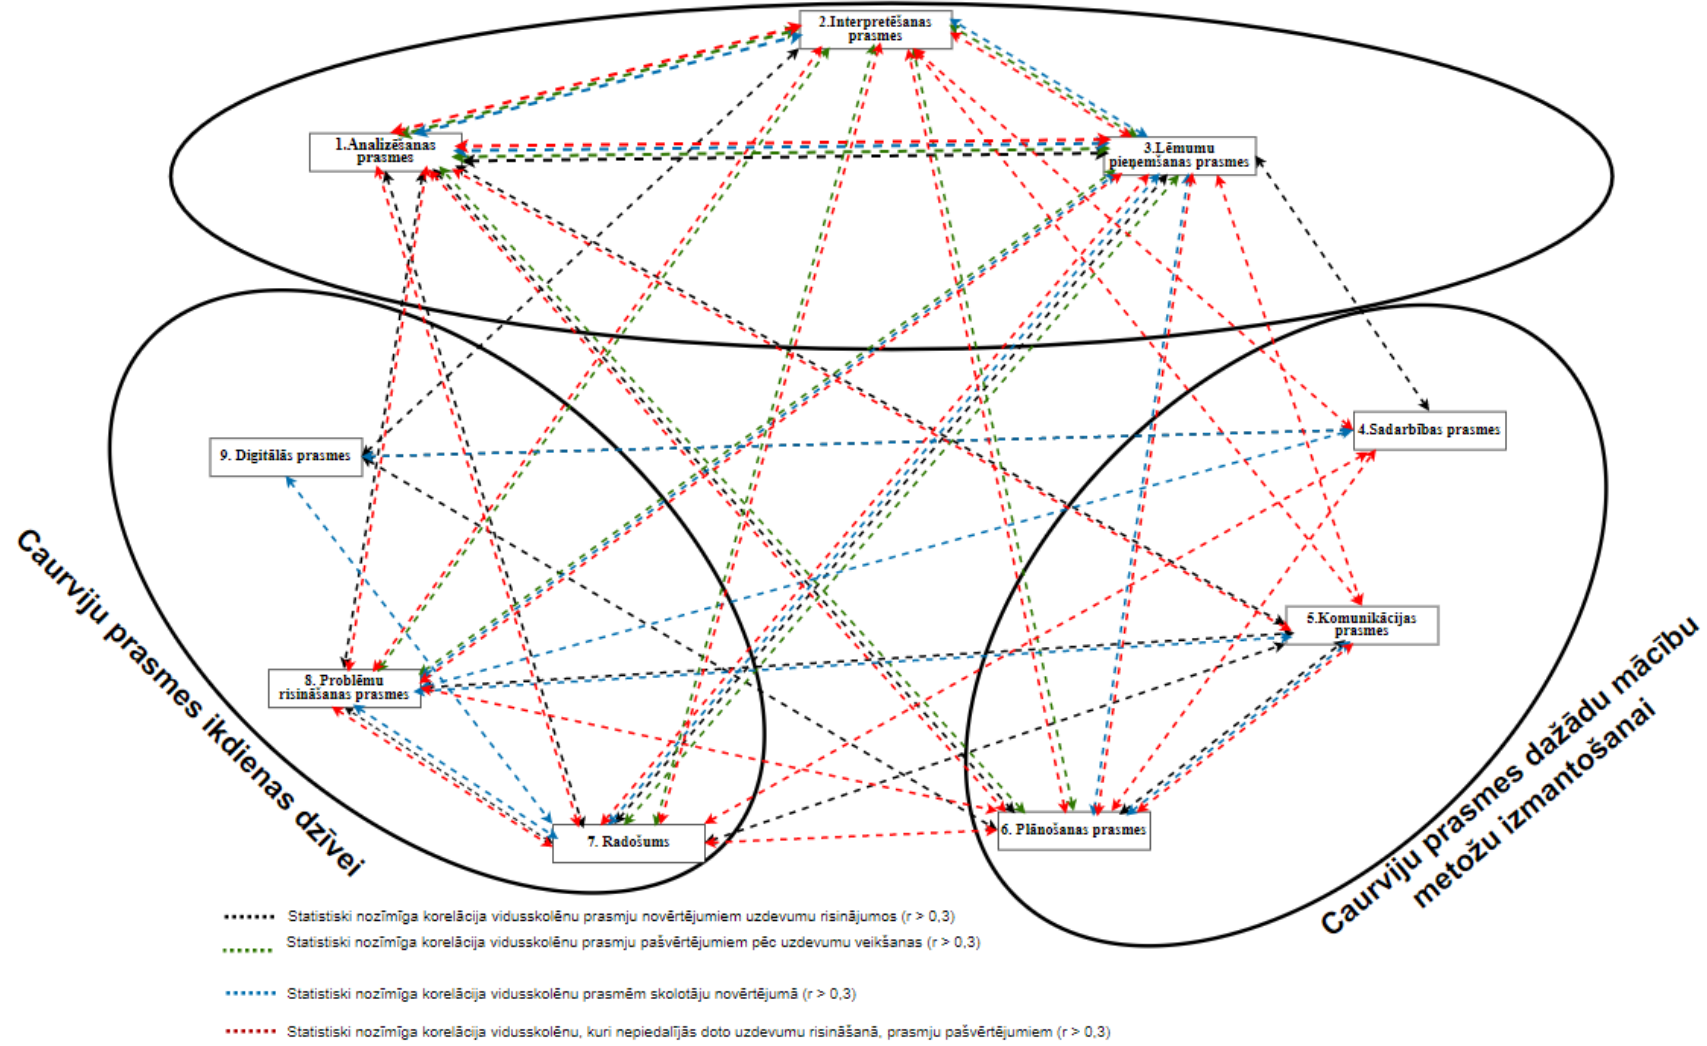 2.Interpretēšanas
prasmes
1.Analizēšanas
prasmes
3.Lēmumu
pieņemšanas prasmes
4.Sadarbības prasmes
9. Digitālās prasmes
5.Komunikācijas
prasmes
8. Problēmu
risināšanas prasmes
7. Radošums
6. Plānošanas prasmes
Caurviju prasmes ikdienas dzīvei
Caurviju prasmes dažādu mācību
metožu izmantošanai
Statistiski nozīmīga korelācija vidusskolēnu prasmju novērtējumiem uzdevumu risinājumos (r > 0,3)
Statistiski nozīmīga korelācija vidusskolēnu prasmju pašvērtējumiem pēc uzdevumu veikšanas (r > 0,3)
Statistiski nozīmīga korelācija vidusskolēnu prasmēm skolotāju novērtējumā (r > 0,3)
Statistiski nozīmīga korelācija vidusskolēnu, kuri nepiedalījās doto uzdevumu risināšanā, prasmju pašvērtējumiem (r > 0,3)